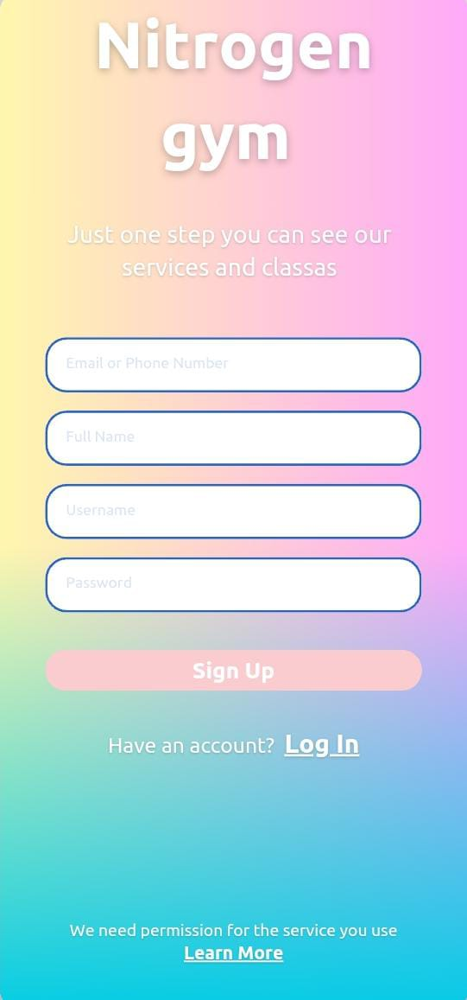 Nitrogen
gym
Just one step you can see our
services and classas
Email or Phone Number
Full Name
Username
Password
Sign Up
Have an account? Log In
We need permission for the service you use
Learn More